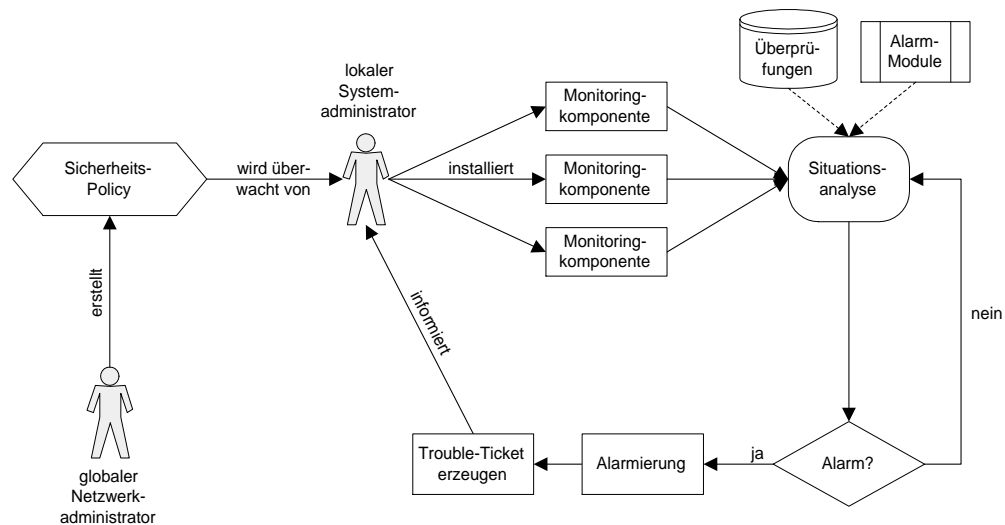 Überprü-
fungen
Alarm-
Module
lokaler
System-
administrator
Monitoring-
komponente
Sicherheits-
Policy
wird über-
wacht von
installiert
Monitoring-
komponente
Situations-
analyse
Monitoring-
komponente
erstellt
informiert
nein
Trouble-Ticket
erzeugen
Alarmierung
ja
Alarm?
globaler
Netzwerk-
administrator